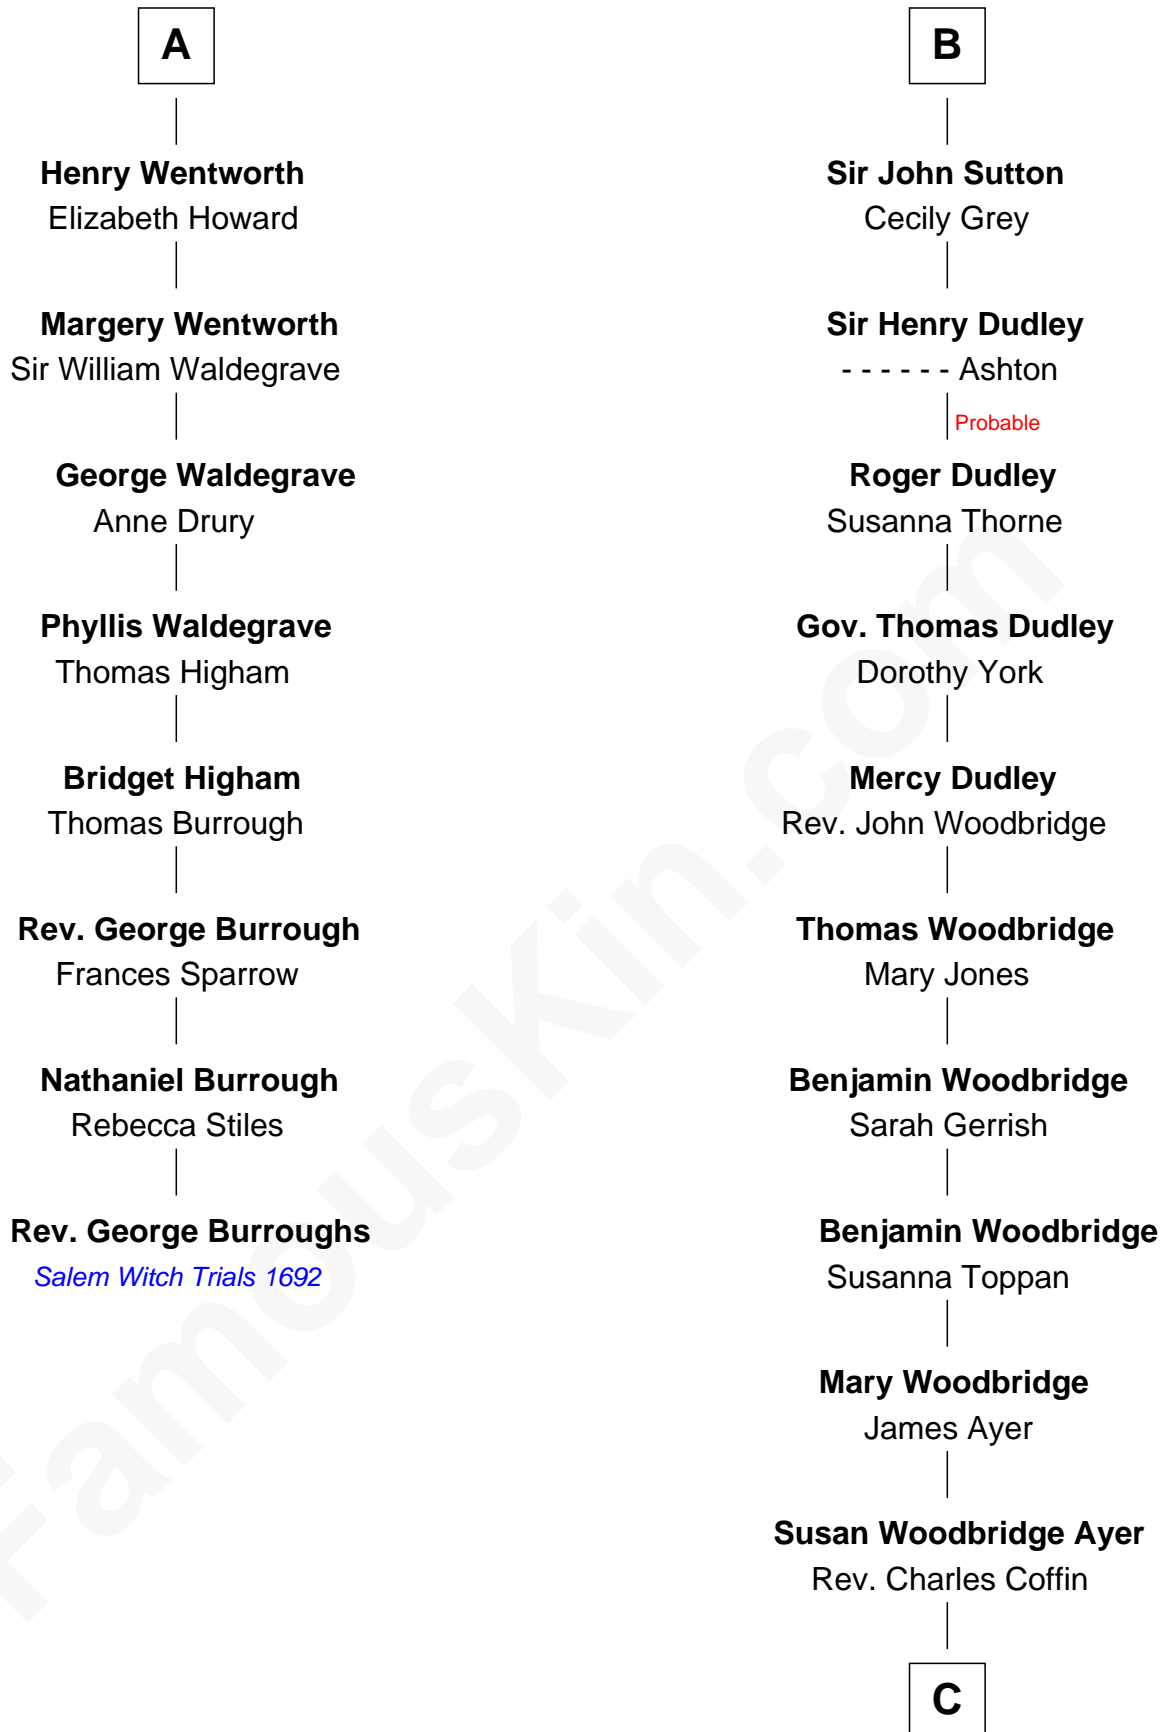 A
Henry Wentworth
Elizabeth Howard
Margery Wentworth
Sir William Waldegrave
George Waldegrave
Anne Drury
Phyllis Waldegrave
Thomas Higham
Bridget Higham
Thomas Burrough
Rev. George Burrough
Frances Sparrow
Nathaniel Burrough
Rebecca Stiles
Rev. George Burroughs
Salem Witch Trials 1692
B
Sir John Sutton
Cecily Grey
Sir Henry Dudley
- - - - - - Ashton
Probable
Roger Dudley
Susanna Thorne
Gov. Thomas Dudley
Dorothy York
Mercy Dudley
Rev. John Woodbridge
Thomas Woodbridge
Mary Jones
Benjamin Woodbridge
Sarah Gerrish
Benjamin Woodbridge
Susanna Toppan
Mary Woodbridge
James Ayer
Susan Woodbridge Ayer
Rev. Charles Coffin
C
FamousKin.com